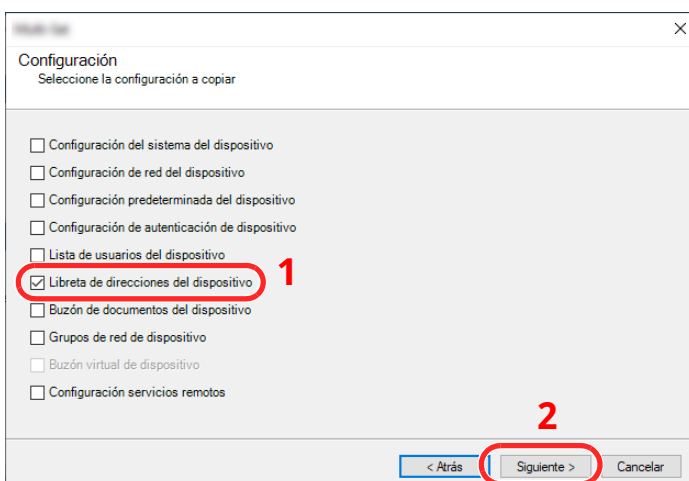 Configuración
Seleccione la configuración a copiar
Configuración del sistema del dispositivo
Configuración de red del dispositivo
Configuración predeterminada del dispositivo
Configuración de autenticación de dispositivo
Lista de usuarios del dispositivo
1
Libreta de direcciones del dispositivo
Buzón de documentos del dispositivo
Grupos de red de dispositivo
Buzón virtual de dispositivo
Configuración servicios remotos
2
< Atrás
Siguiente >
Cancelar